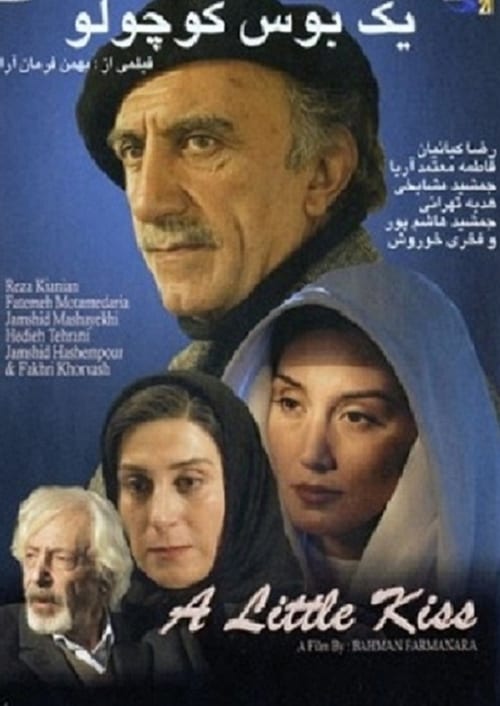 یک بوس کوچولو
فیلمی از : بهمن فرمان آرا
رضا کیانیان
فاطمه معتمد آریا
جمشید مشایخی
هدیه تهرانی
جمشید هاشم پور
و فخری خوروش
Reza Kianian
Fatemeh Motamedaria
Jamshid Mashayekhi
Hedieh Tehrani
Jamshid Hashempour
& Fakhri Khorvash
A Little Kiss
A Film By : BAHMAN FARMANARA